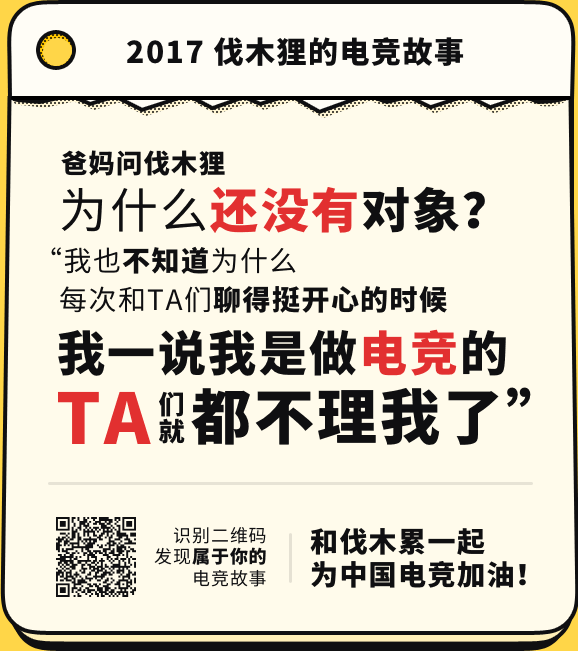 2017 伐木狸的电竞故事
爸妈问伐木狸
为什么还没有对象？
“我也不知道为什么
每次和TA们聊得挺开心的时候
我一说我是做电竞的
TA们就都不理我了”
识别二维码
发现属于你的
电竞故事
和伐木累一起
为中国电竞加油！